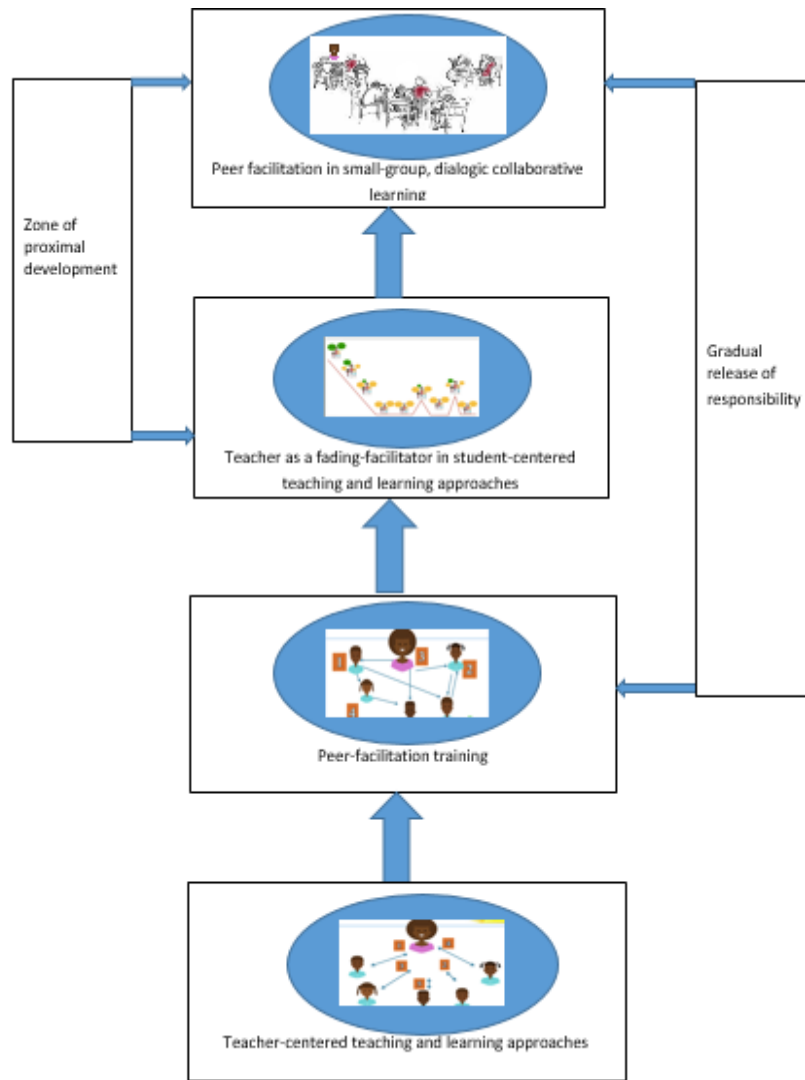 Peer facilitation in small-group, dialogic collaborative
learning
Zone of
proximal
development
Gradual
release of
responsibility
Teacher as a fading-facilitator in student-centered
teaching and learning approaches
Peer-facilitation training
Teacher-centered teaching and learning approaches